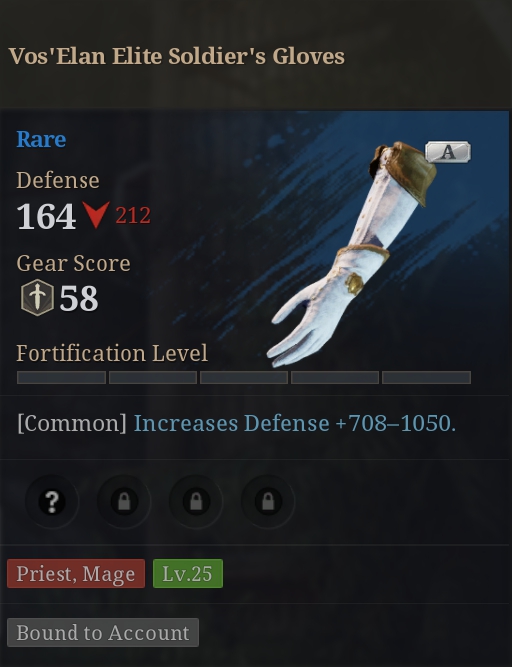 Vos'Elan Elite Soldier's Gloves
Rare
A
Defense
164 212
Gear Score
58
Fortification Level
[Common] Increases Defense +708–1050.
?
Priest, Mage Lv.25
Bound to Account